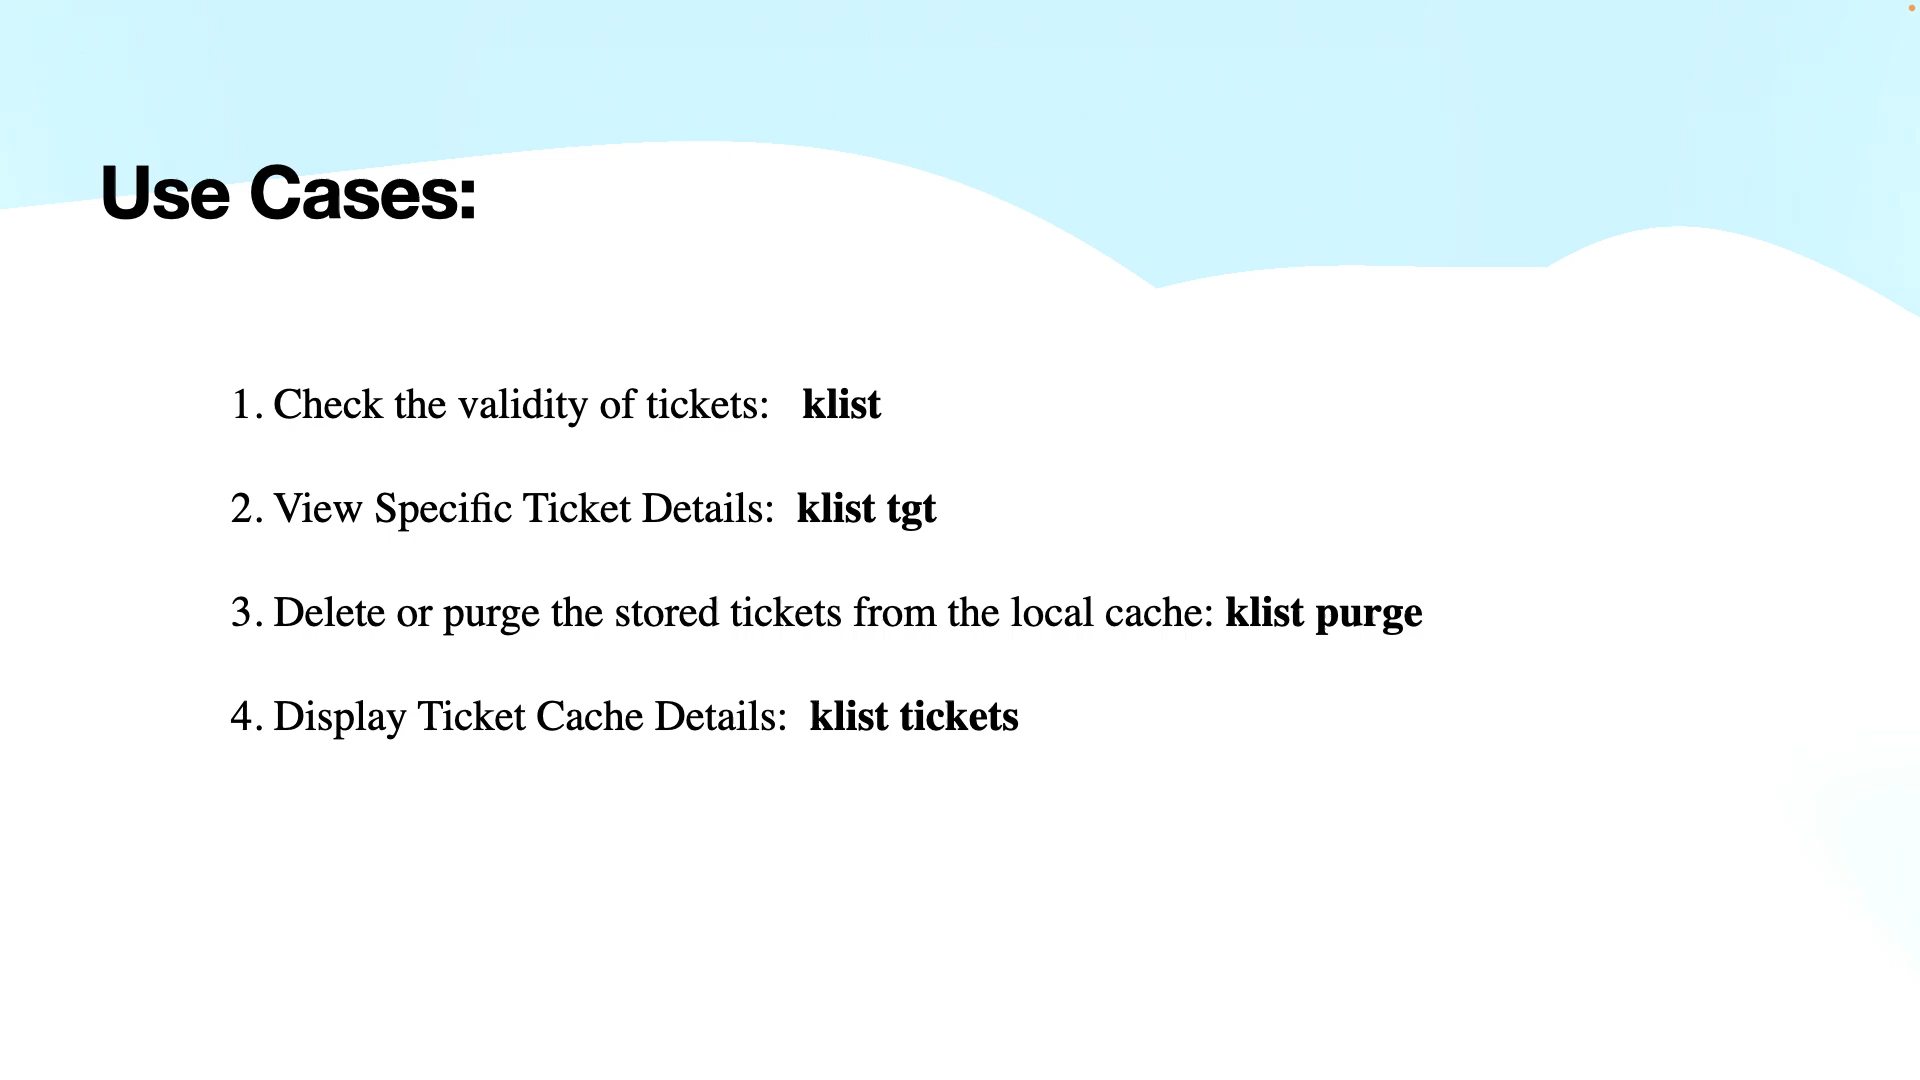 Use Cases:
1. Check the validity of tickets: klist
2. View Specific Ticket Details: klist tgt
3. Delete or purge the stored tickets from the local cache: klist purge
4. Display Ticket Cache Details: klist tickets